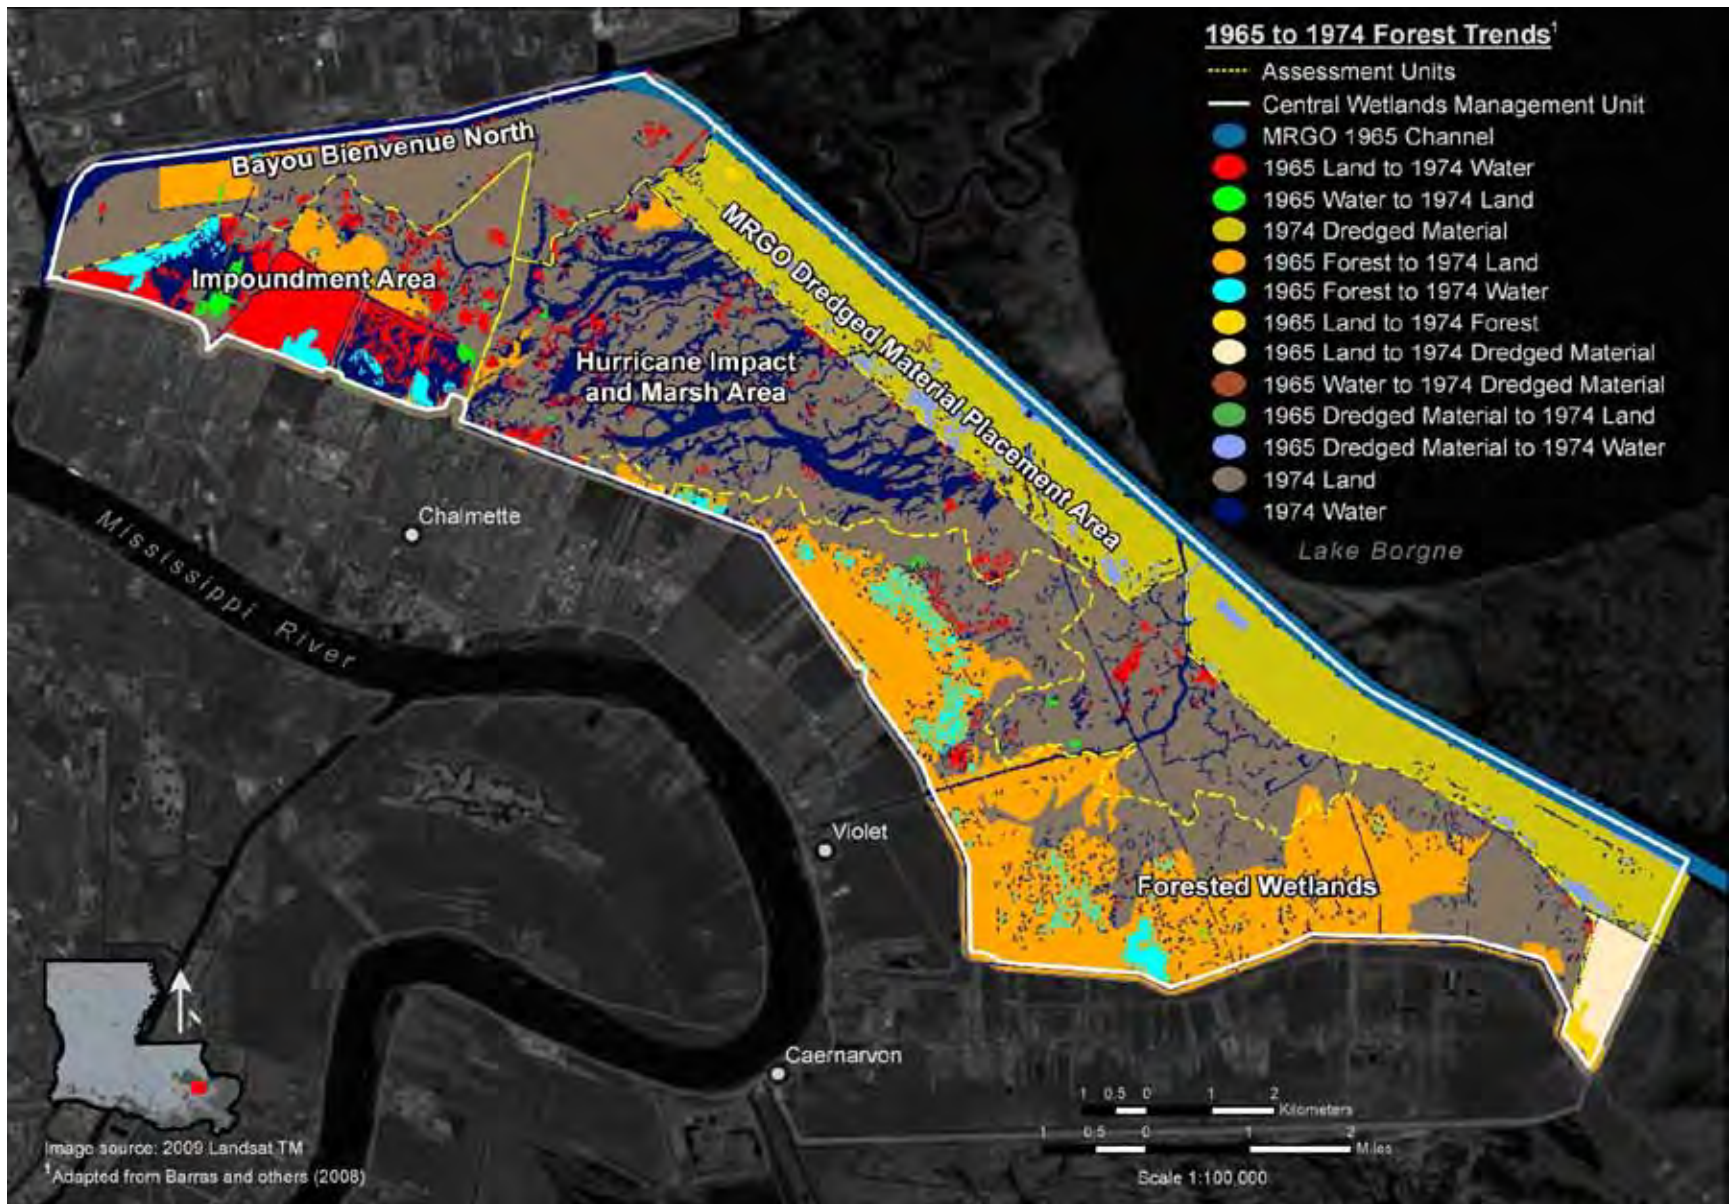 1965 to 1974 Forest Trends¹
Assessment Units
Central Wetlands Management Unit
MRGO 1965 Channel
1965 Land to 1974 Water
1965 Water to 1974 Land
1974 Dredged Material
1965 Forest to 1974 Land
1965 Forest to 1974 Water
1965 Land to 1974 Forest
1965 Land to 1974 Dredged Material
1965 Water to 1974 Dredged Material
1965 Dredged Material to 1974 Land
1965 Dredged Material to 1974 Water
1974 Land
1974 Water
Lake Borgne
Bayou Bienvenue North
Impoundment Area
MRGO Dredged Material Placement Area
Hurricane Impact
and Marsh Area
Chalmette
Mississippi River
Violet
Forested Wetlands
Caernarvon
N
1 0.5 0 1 2
Kilometers
1 0.5 0 1 2
Miles
Scale 1:100,000
Image source: 2009 Landsat TM
¹Adapted from Barras and others (2008)